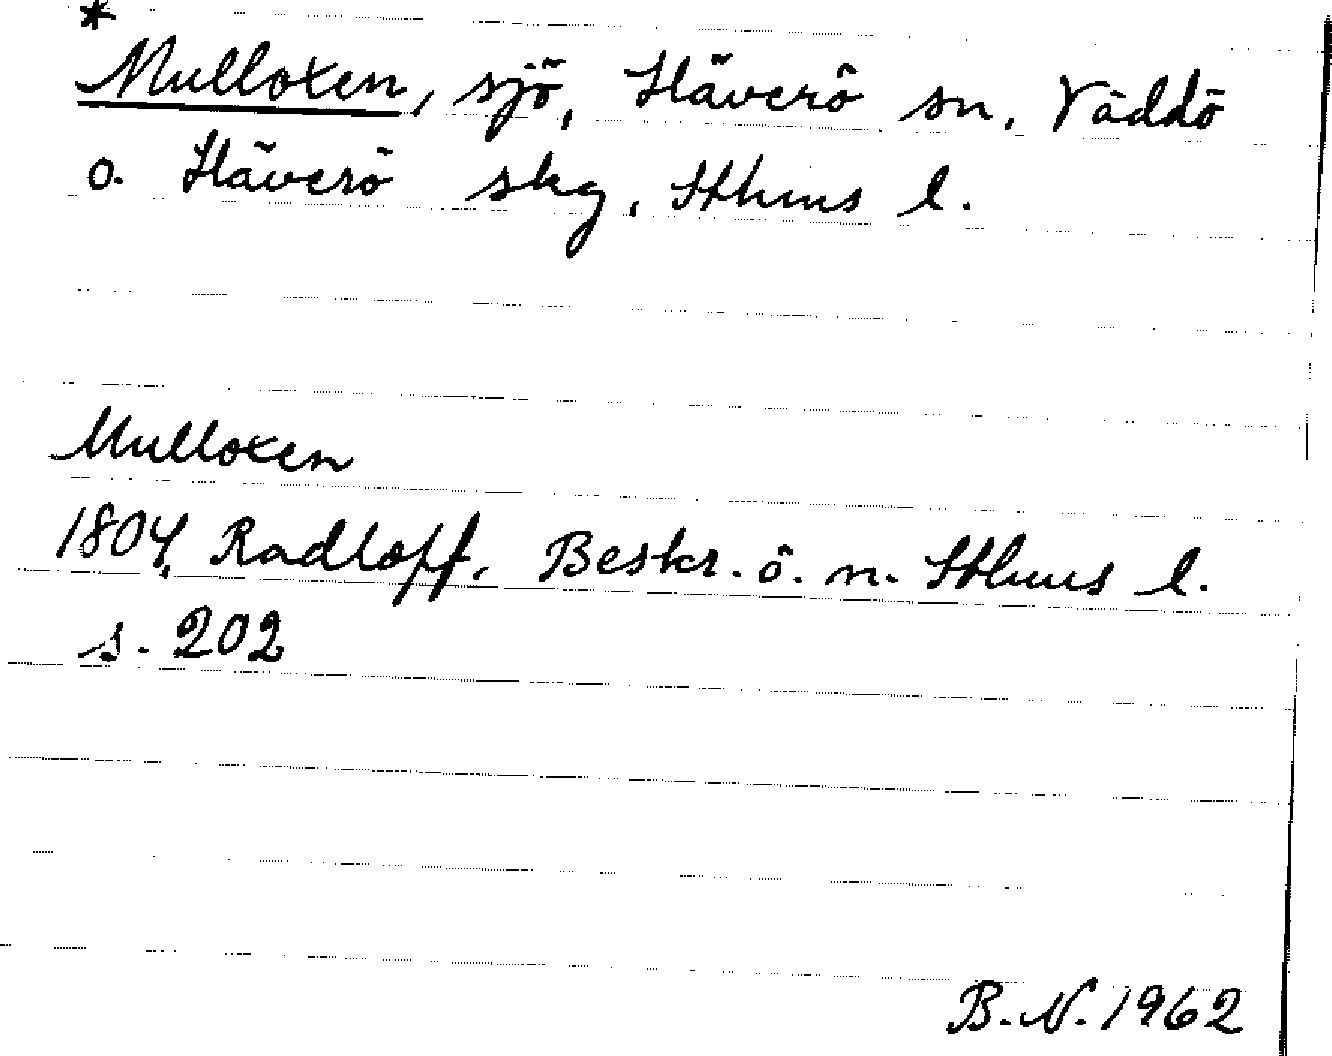 *
Mulloxen, sjö, Häverö sn, Väddö
o. Häverö skg, Sthms l.
Mulloxen
1804, Radloff, Beskr. ö. n. Sthms l.
s. 202
B. N. 1962